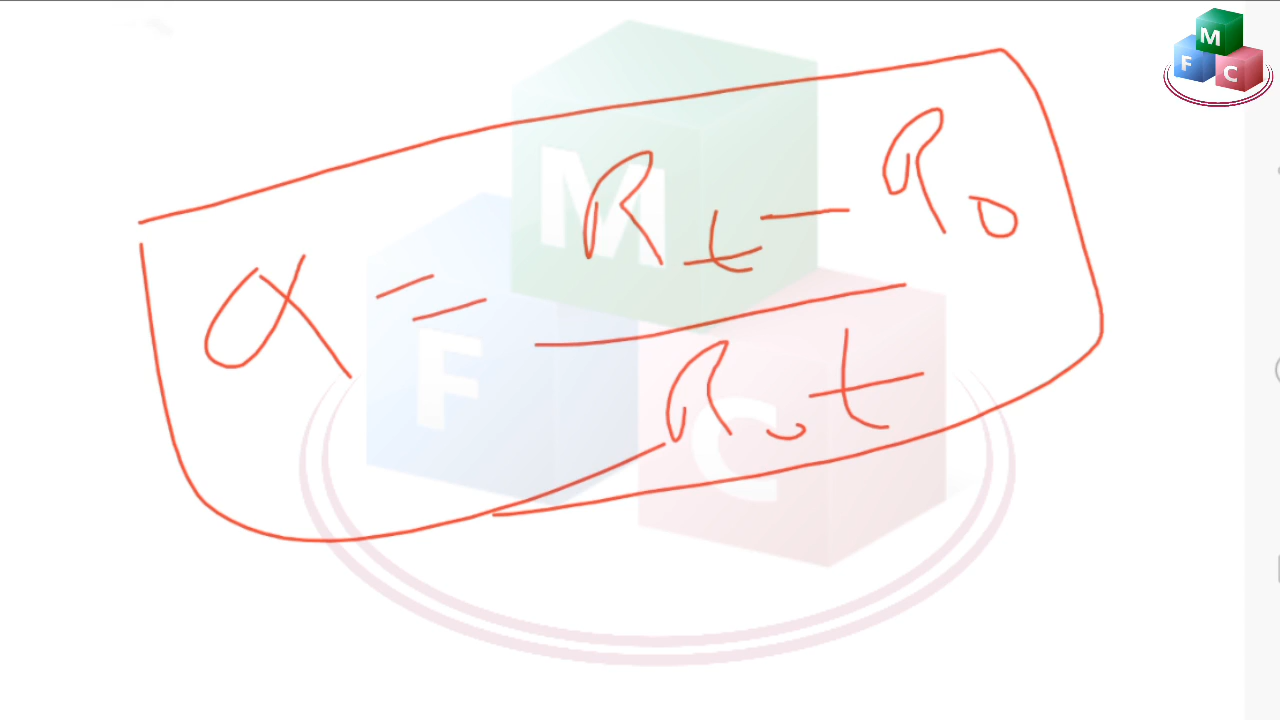 α = (R_t − R_0) / (R_0 t)
M
F
C
M
F
C